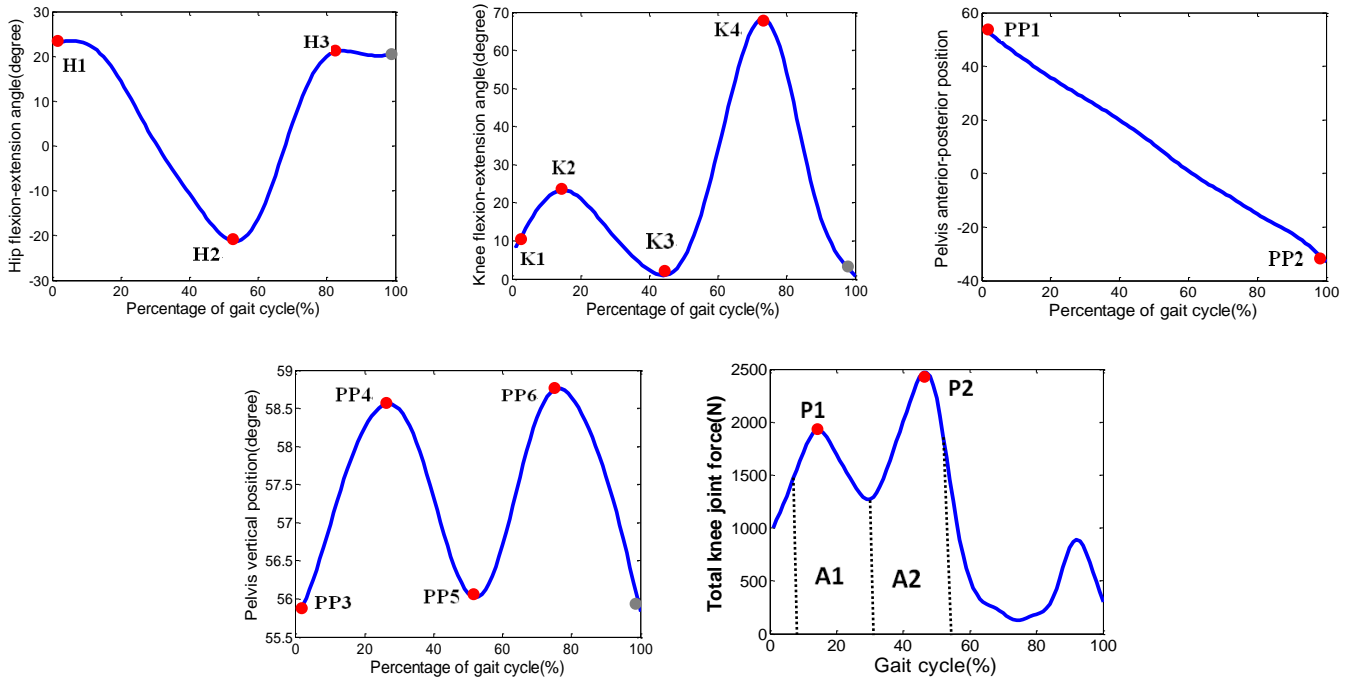 Hip flexion-extension angle(degree)
30
20
10
0
-10
-20
-30
H1
H2
H3
0 20 40 60 80 100
Percentage of gait cycle(%)
Knee flexion-extension angle(degree)
70
60
50
40
30
20
10
0
K1
K2
K3
K4
0 20 40 60 80 100
Percentage of gait cycle(%)
Pelvis anterior-posterior position
60
40
20
0
-20
-40
PP1
PP2
0 20 40 60 80 100
Percentage of gait cycle(%)
Pelvis vertical position(degree)
59
58.5
58
57.5
57
56.5
56
55.5
PP3
PP4
PP5
PP6
0 20 40 60 80 100
Percentage of gait cycle(%)
Total knee joint force(N)
2500
2000
1500
1000
500
0
P1
P2
A1
A2
0 20 40 60 80 100
Gait cycle(%)